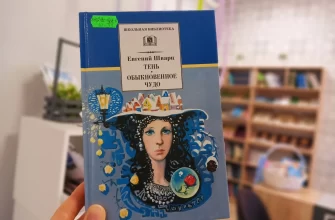 ШКОЛЬНАЯ БИБЛИОТЕКА
Евгений Шварц
ТЕНЬ
ОБЫКНОВЕННОЕ
ЧУДО